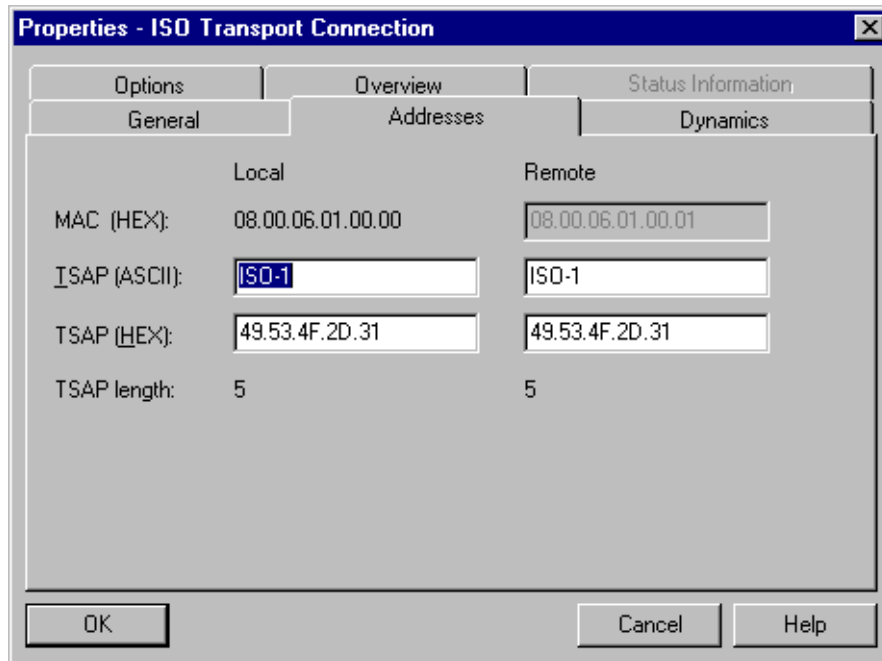 Properties - ISO Transport Connection
Options Overview Status Information
General Addresses Dynamics
Local Remote
MAC (HEX): 08.00.06.01.00.00 08.00.06.01.00.01
TSAP (ASCII): ISO-1 ISO-1
TSAP (HEX): 49.53.4F.2D.31 49.53.4F.2D.31
TSAP length: 5 5
OK Cancel Help